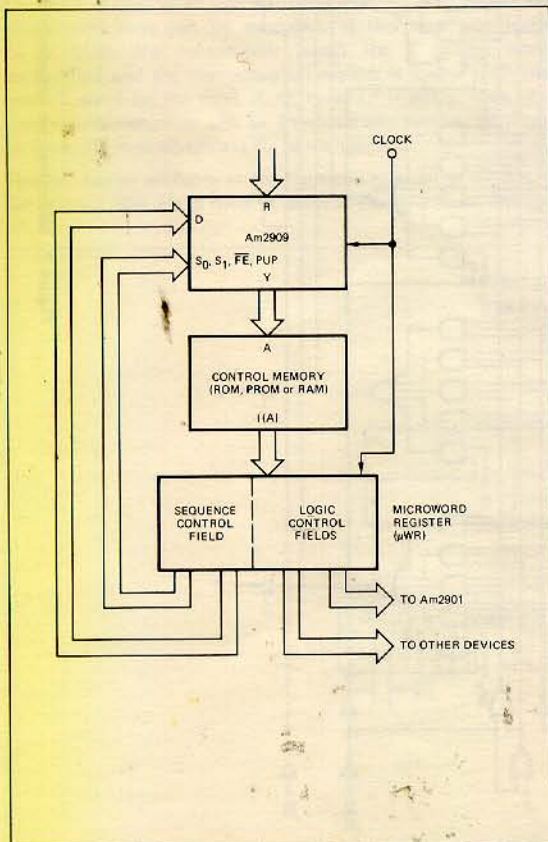 CLOCK
R
D
Am2909
S₀, S₁, F̅E̅, PUP
Y
A
CONTROL MEMORY
(ROM, PROM or RAM)
I(A)
SEQUENCE
CONTROL
FIELD
LOGIC
CONTROL
FIELDS
MICROWORD
REGISTER
(μWR)
TO Am2901
TO OTHER DEVICES